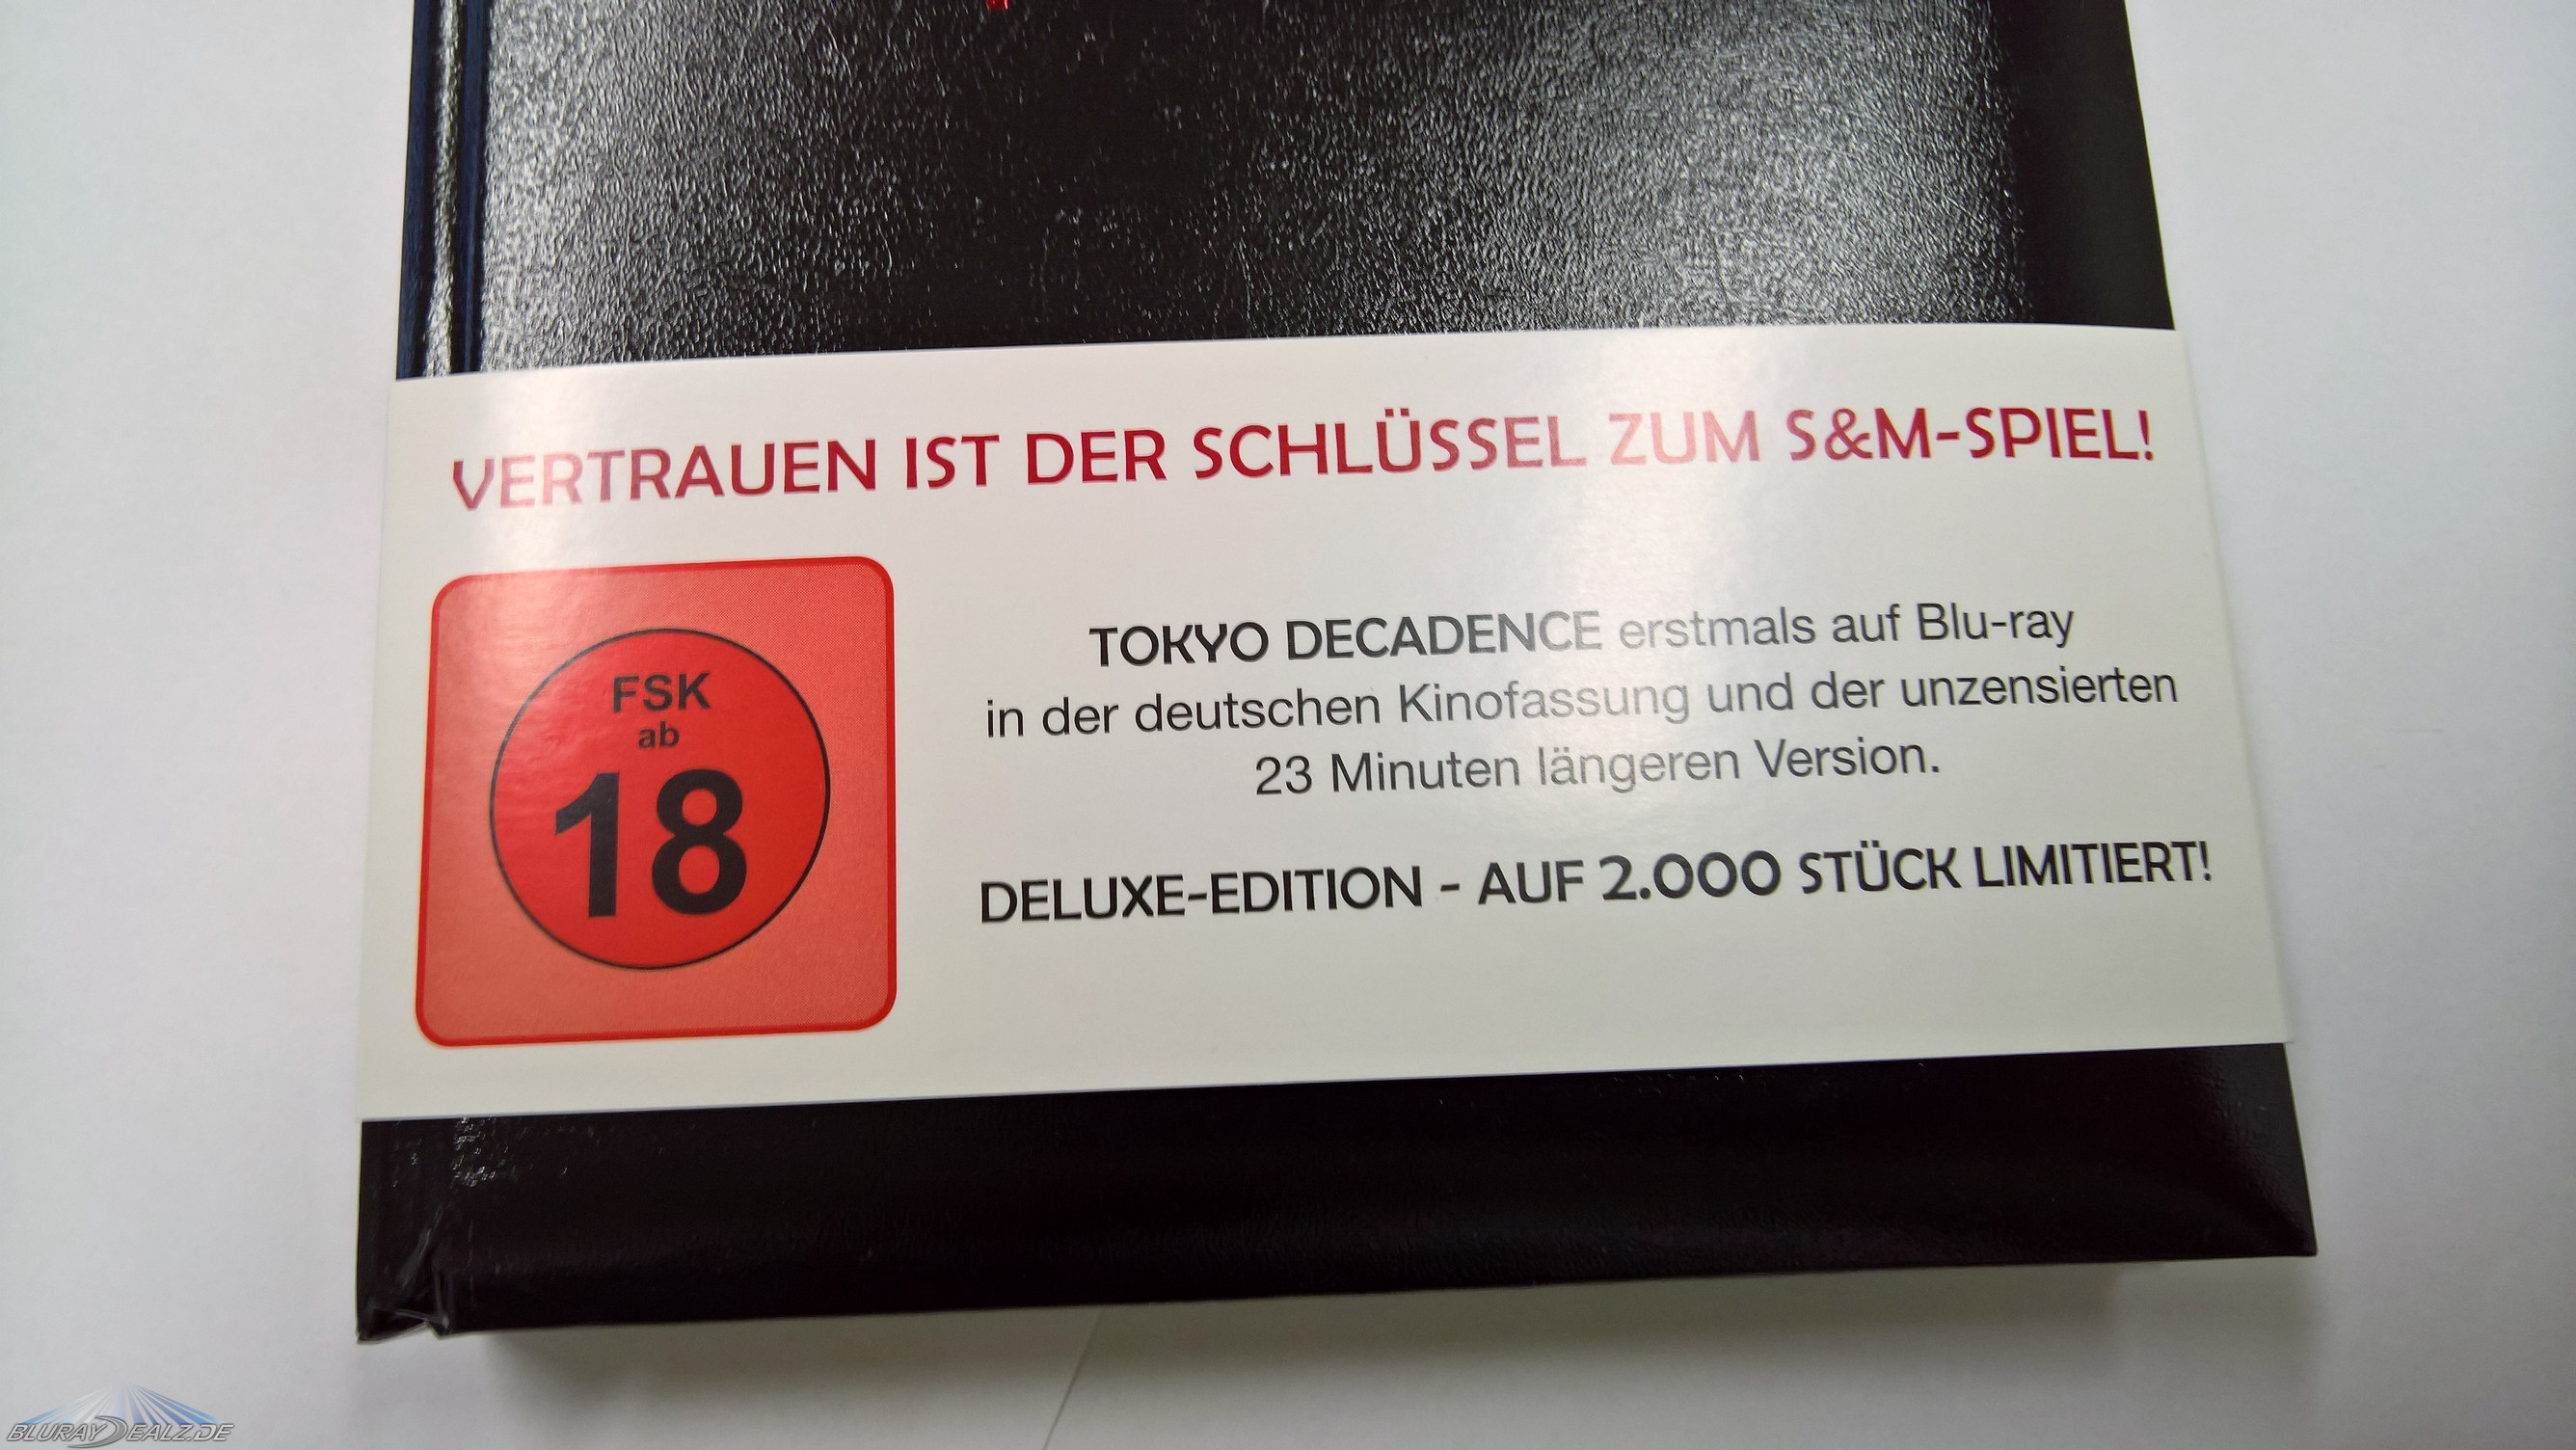 VERTRAUEN IST DER SCHLÜSSEL ZUM S&M-SPIEL!
FSK
ab
18
TOKYO DECADENCE erstmals auf Blu-ray
in der deutschen Kinofassung und der unzensierten
23 Minuten längeren Version.
DELUXE-EDITION - AUF 2.000 STÜCK LIMITIERT!
BLURAYDEALZ.DE